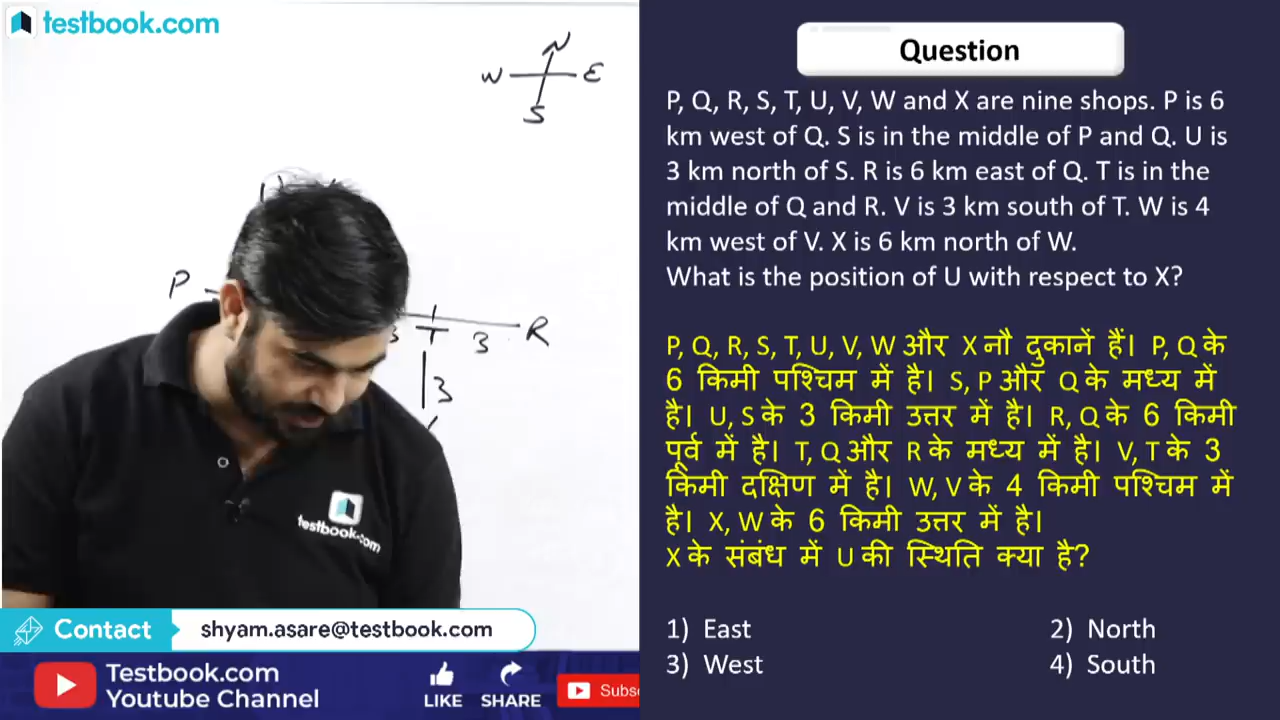 testbook.com
N
W E
S
P
3
T
3
R
3
testbook.com
Contact
shyam.asare@testbook.com
Testbook.com
Youtube Channel
LIKE
SHARE
Subsc
Question
P, Q, R, S, T, U, V, W and X are nine shops. P is 6
km west of Q. S is in the middle of P and Q. U is
3 km north of S. R is 6 km east of Q. T is in the
middle of Q and R. V is 3 km south of T. W is 4
km west of V. X is 6 km north of W.
What is the position of U with respect to X?
P, Q, R, S, T, U, V, W और X नौ दुकानें हैं। P, Q के
6 किमी पश्चिम में है। S, P और Q के मध्य में
है। U, S के 3 किमी उत्तर में है। R, Q के 6 किमी
पूर्व में है। T, Q और R के मध्य में है। V, T के 3
किमी दक्षिण में है। W, V के 4 किमी पश्चिम में
है। X, W के 6 किमी उत्तर में है।
X के संबंध में U की स्थिति क्या है?
1) East
2) North
3) West
4) South